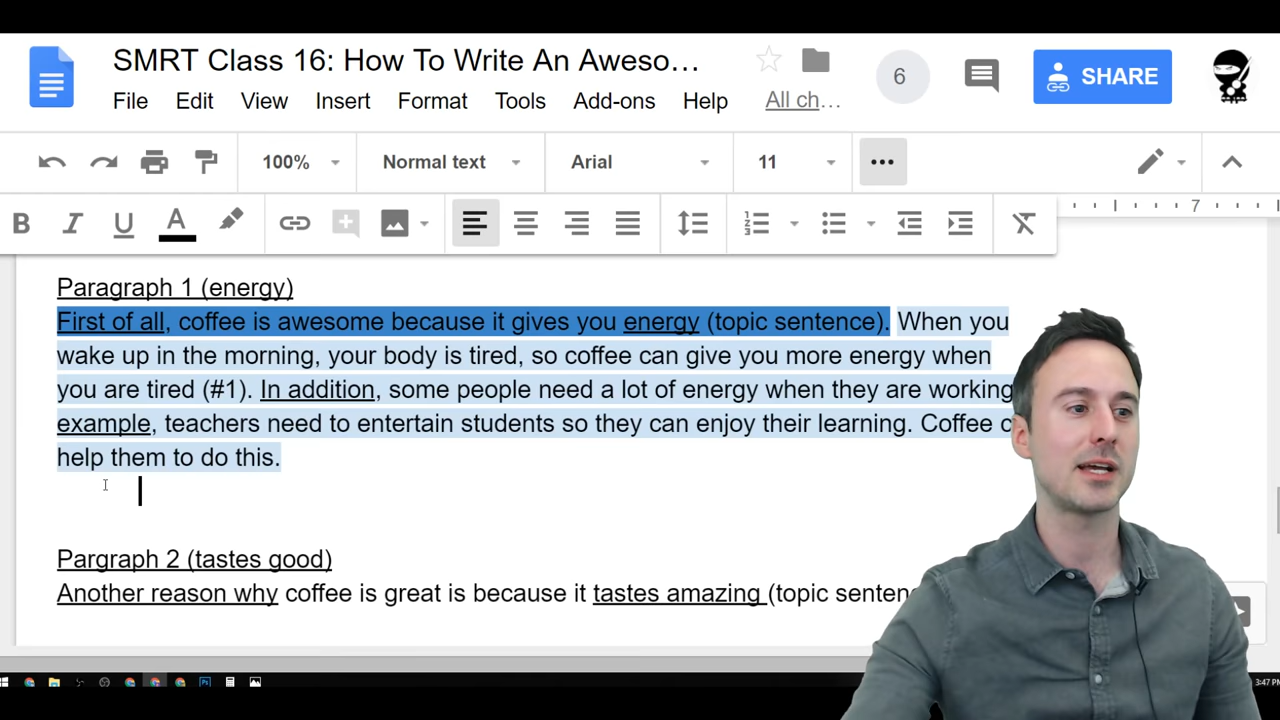 SMRT Class 16: How To Write An Aweso…
6
SHARE
File Edit View Insert Format Tools Add-ons Help All ch…
100% Normal text Arial 11
B I U A
7
Paragraph 1 (energy)
First of all, coffee is awesome because it gives you energy (topic sentence). When you
wake up in the morning, your body is tired, so coffee can give you more energy when
you are tired (#1). In addition, some people need a lot of energy when they are working
example, teachers need to entertain students so they can enjoy their learning. Coffee c
help them to do this.
Pargraph 2 (tastes good)
Another reason why coffee is great is because it tastes amazing (topic senten
3:47 PM